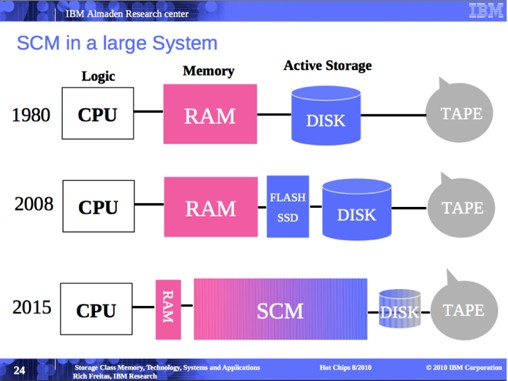 IBM Almaden Research center
IBM
SCM in a large System
Logic
Memory
Active Storage
1980
CPU
RAM
DISK
TAPE
2008
CPU
RAM
FLASH
SSD
DISK
TAPE
2015
CPU
RAM
SCM
DISK
TAPE
24
Storage Class Memory, Technology, Systems and Applications
Rich Freitas, IBM Research
Hot Chips 8/2010
© 2010 IBM Corporation